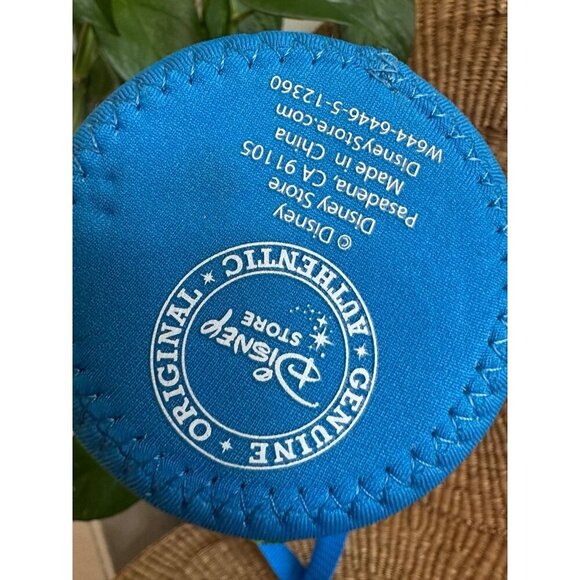 GENUINE ★ ORIGINAL ★ AUTHENTIC ★
Disney
STORE
© Disney
Disney Store
Pasadena, CA 91105
Made in China
DisneyStore.com
W644-6446-5-12360